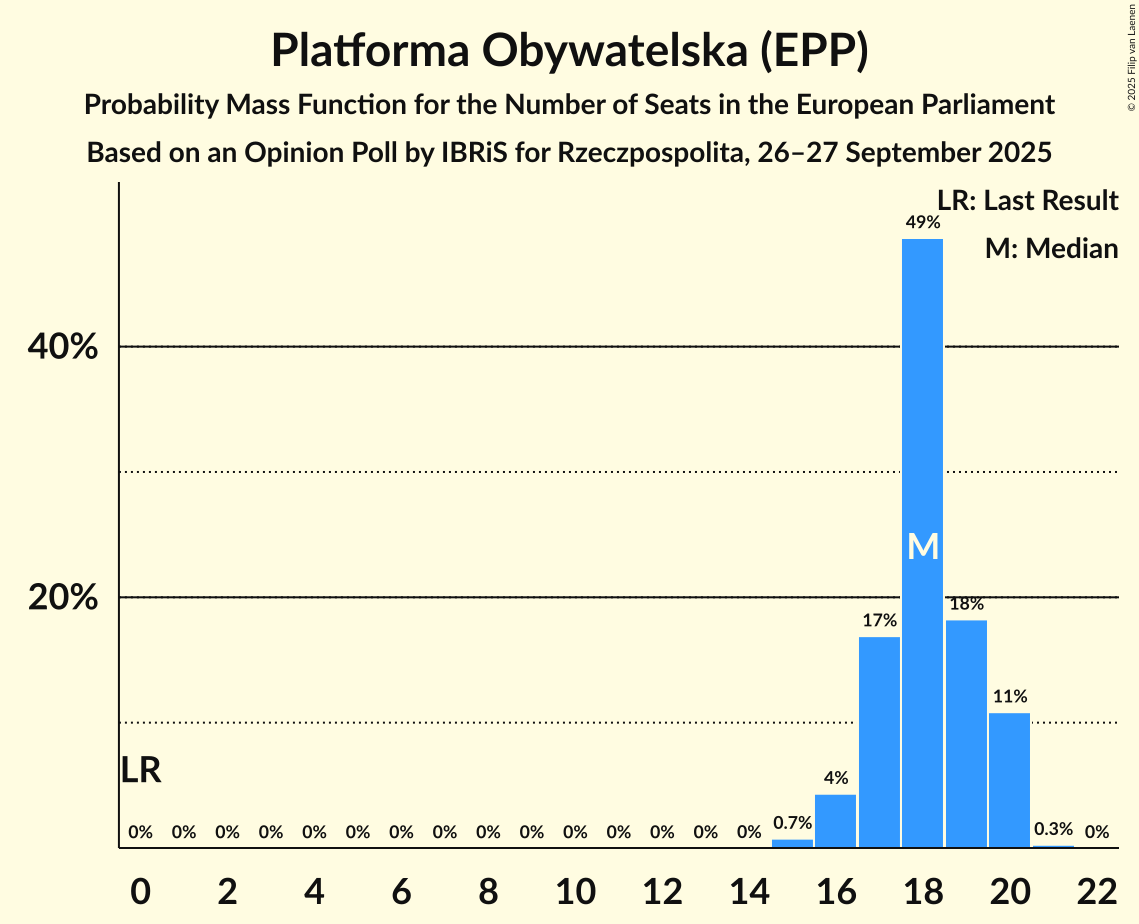 Platforma Obywatelska (EPP)
Probability Mass Function for the Number of Seats in the European Parliament
Based on an Opinion Poll by IBRiS for Rzeczpospolita, 26–27 September 2025
© 2025 Filip van Laenen
LR: Last Result
M: Median
49%
40%
M
20%
18%
17%
11%
LR
4%
0% 0% 0% 0% 0% 0% 0% 0% 0% 0% 0% 0% 0% 0% 0% 0.7% 0.3% 0%
0 2 4 6 8 10 12 14 16 18 20 22